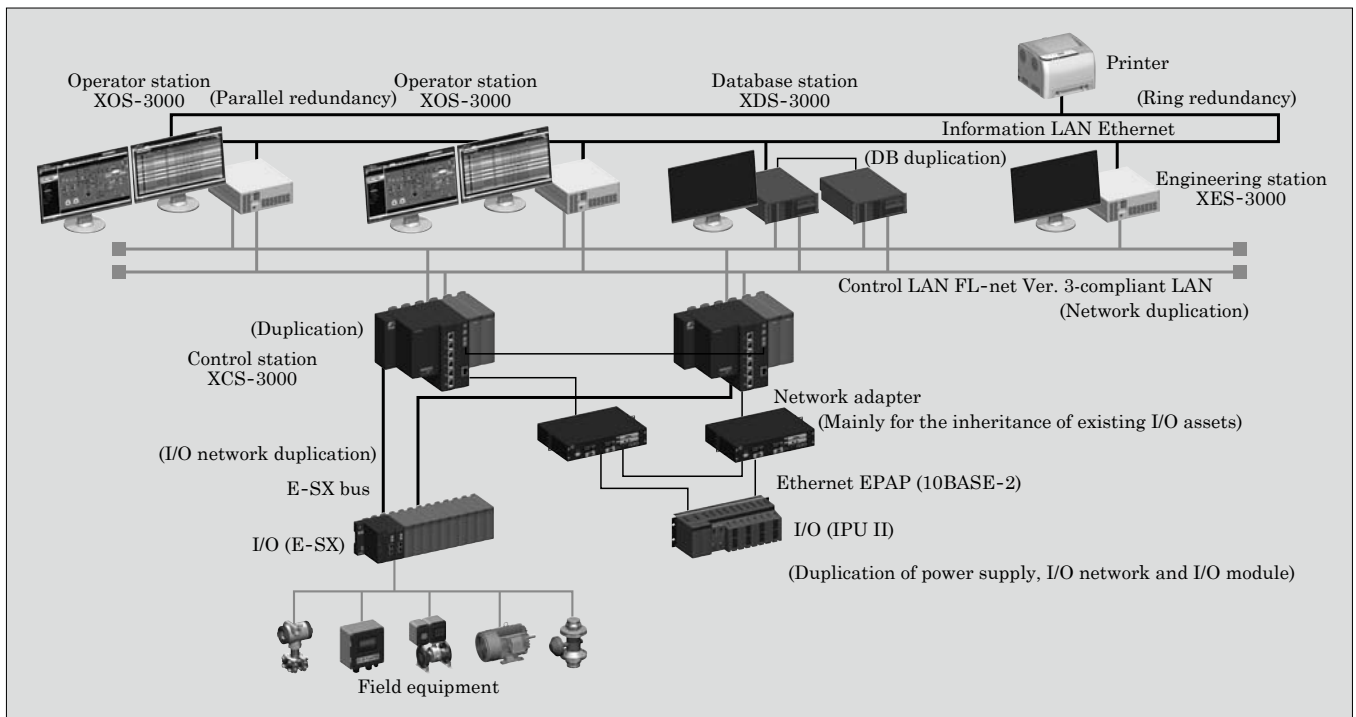 Printer
Operator station
XOS-3000
(Parallel redundancy)
Operator station
XOS-3000
Database station
XDS-3000
(Ring redundancy)
Information LAN Ethernet
(DB duplication)
Engineering station
XES-3000
Control LAN FL-net Ver. 3-compliant LAN
(Network duplication)
(Duplication)
Control station
XCS-3000
Network adapter
(Mainly for the inheritance of existing I/O assets)
(I/O network duplication)
E-SX bus
Ethernet EPAP (10BASE-2)
I/O (E-SX)
I/O (IPU II)
(Duplication of power supply, I/O network and I/O module)
Field equipment